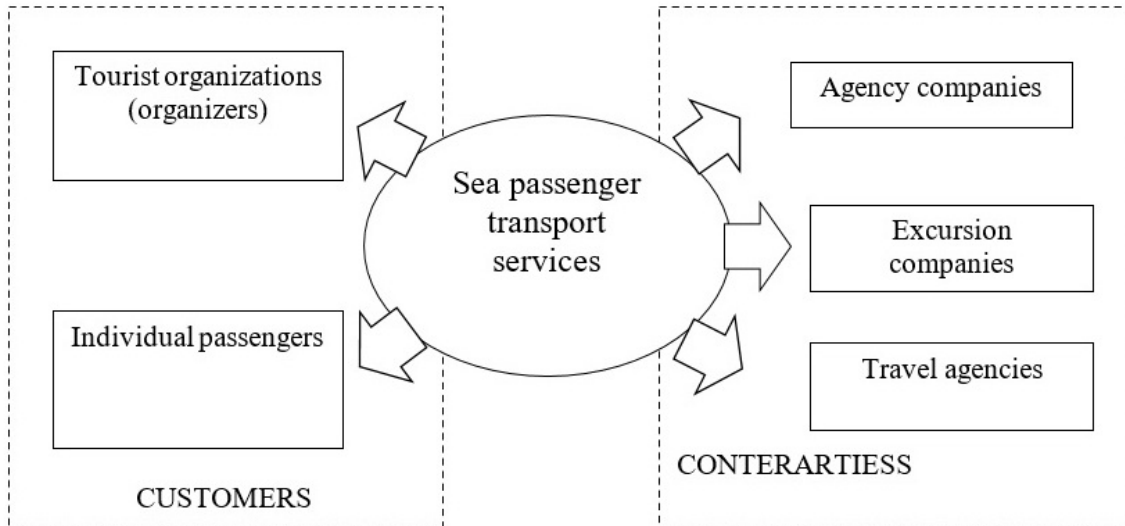 Tourist organizations
(organizers)
Individual passengers
CUSTOMERS
Sea passenger
transport
services
Agency companies
Excursion
companies
Travel agencies
CONTERARTIESS